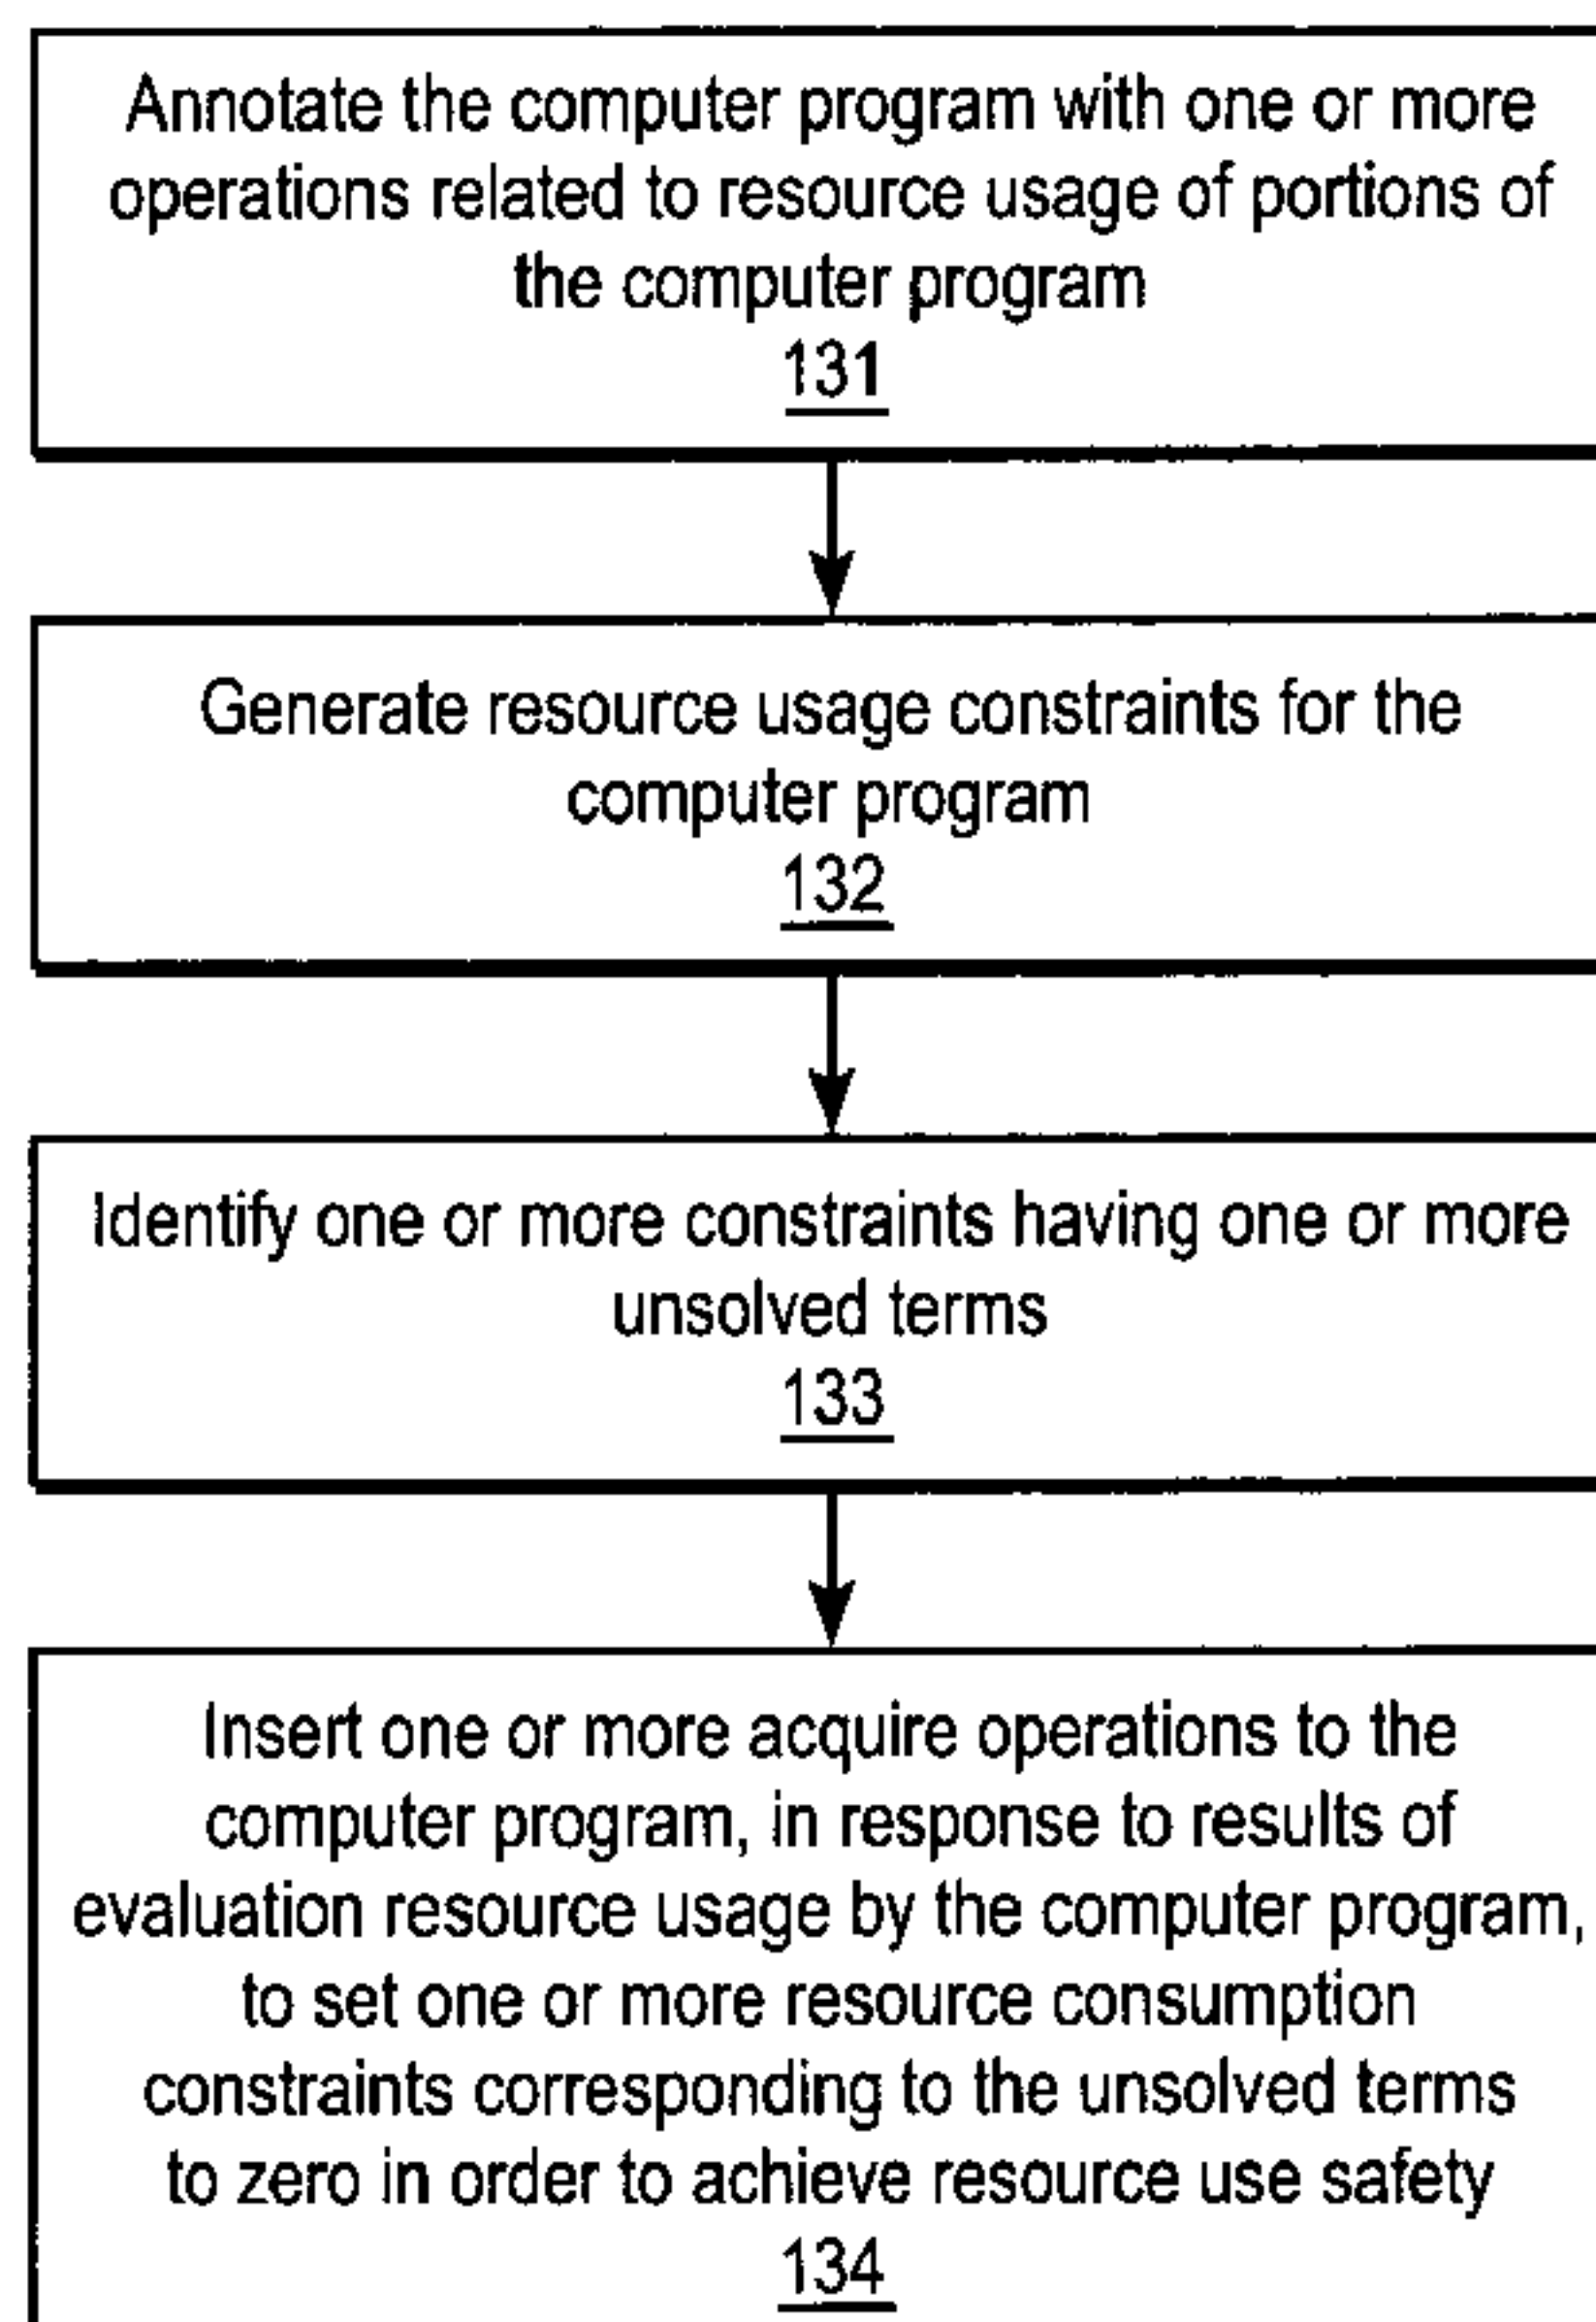 Annotate the computer program with one or more
operations related to resource usage of portions of
the computer program
131
Generate resource usage constraints for the
computer program
132
Identify one or more constraints having one or more
unsolved terms
133
Insert one or more acquire operations to the
computer program, in response to results of
evaluation resource usage by the computer program,
to set one or more resource consumption
constraints corresponding to the unsolved terms
to zero in order to achieve resource use safety
134